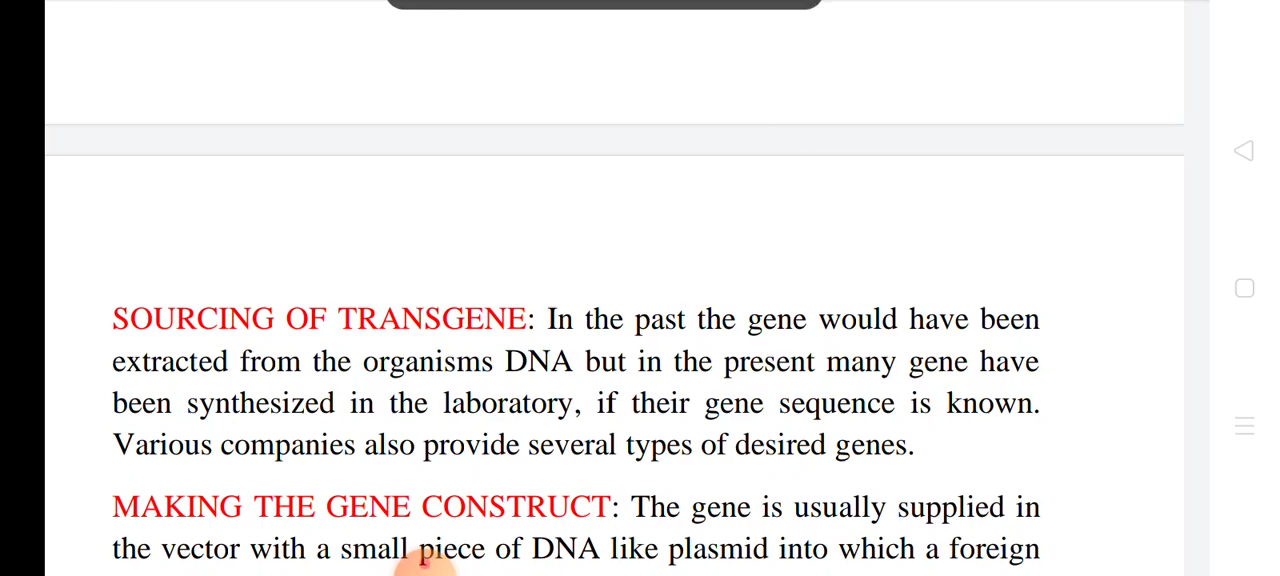 SOURCING OF TRANSGENE: In the past the gene would have been
extracted from the organisms DNA but in the present many gene have
been synthesized in the laboratory, if their gene sequence is known.
Various companies also provide several types of desired genes.
MAKING THE GENE CONSTRUCT: The gene is usually supplied in
the vector with a small piece of DNA like plasmid into which a foreign